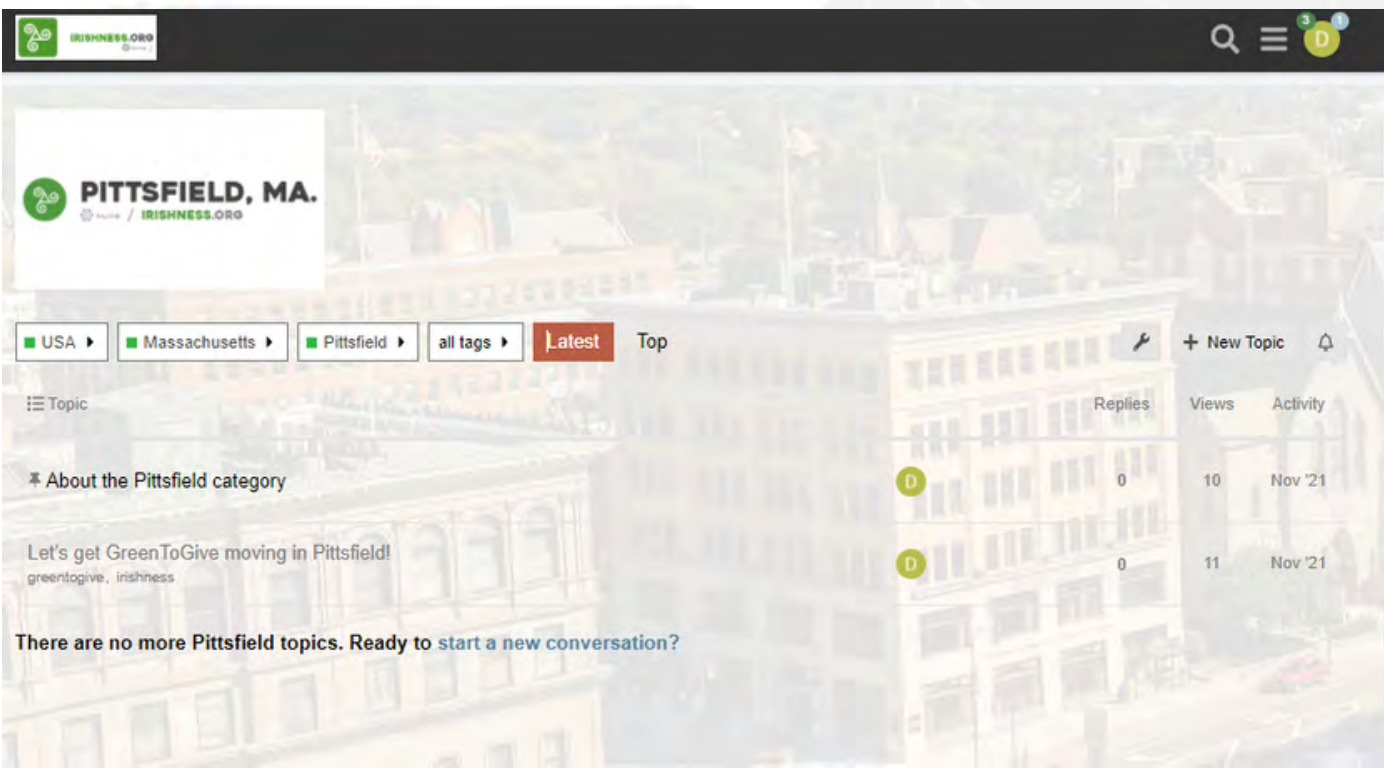 IRISHNESS.ORG
3
1
D
PITTSFIELD, MA.
/ IRISHNESS.ORG
USA
Massachusetts
Pittsfield
all tags
Latest
Top
+ New Topic
Topic
Replies
Views
Activity
About the Pittsfield category
D
0
10
Nov '21
Let's get GreenToGive moving in Pittsfield!
D
0
11
Nov '21
greentogive, irishness
There are no more Pittsfield topics. Ready to start a new conversation?